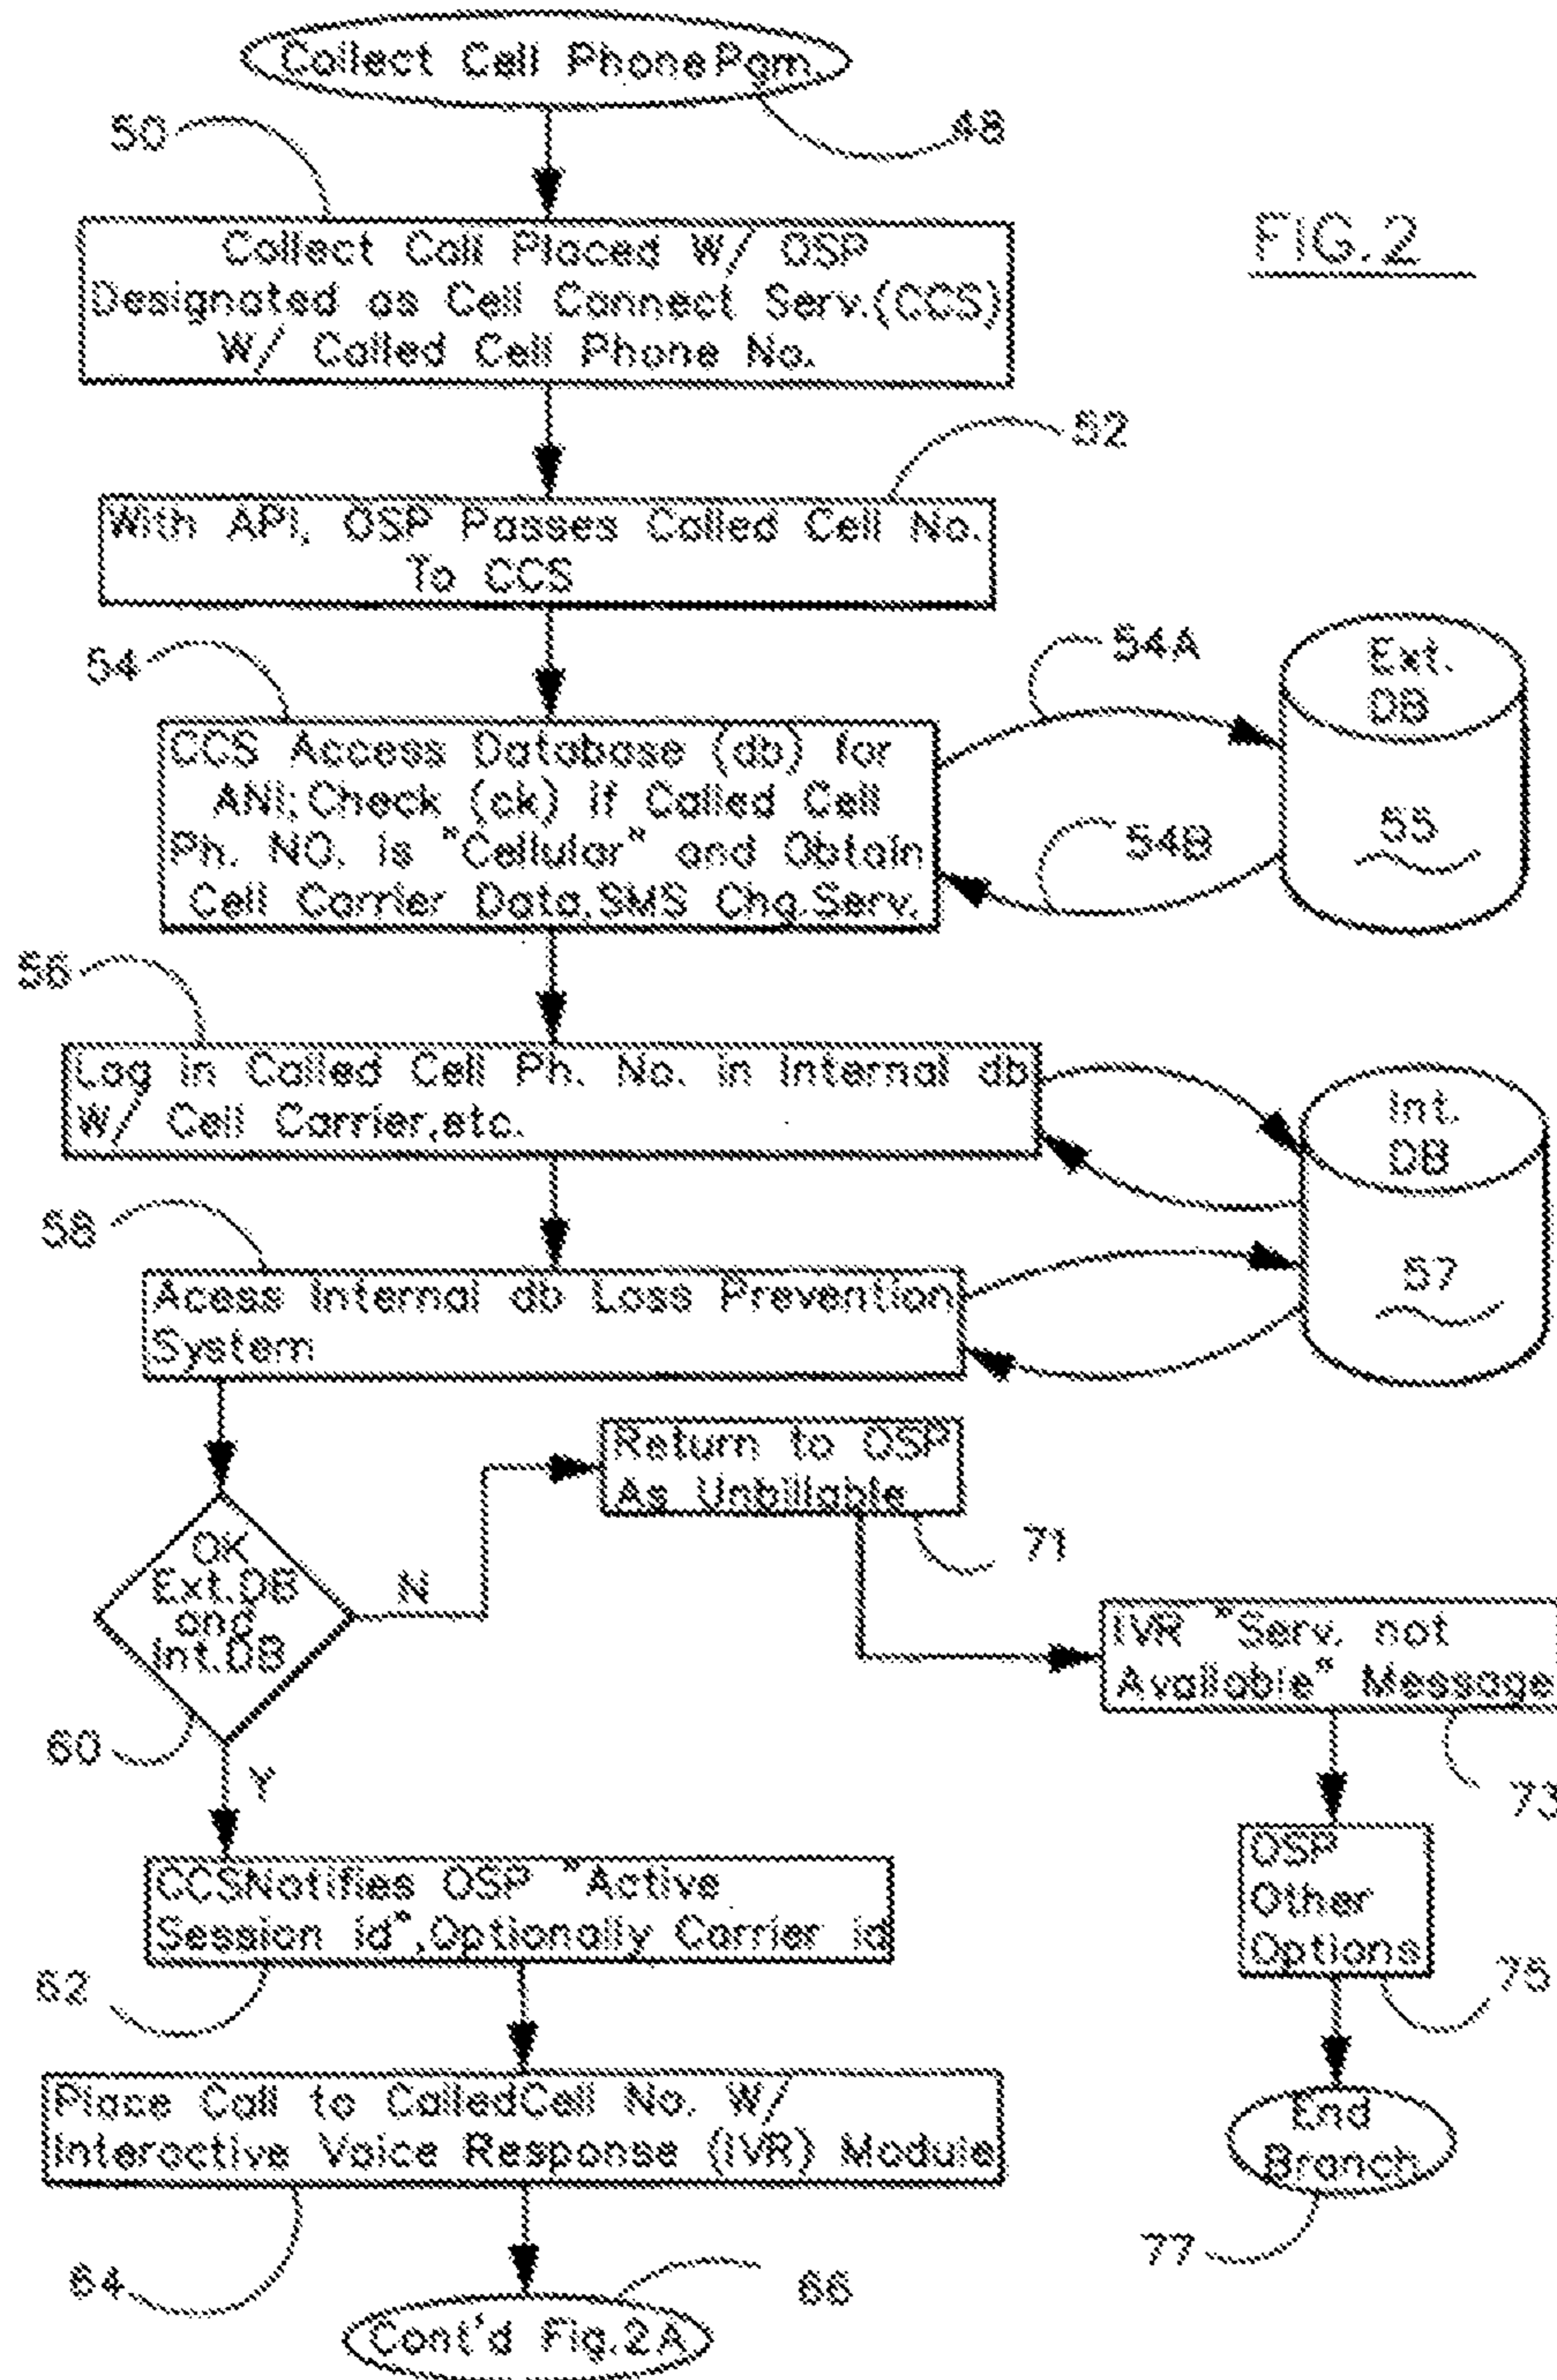 Collect Cell Phone Pgm
48
50
FIG.2
Collect Call Placed W/ OSP
Designated as Cell Connect Serv.(CCS)
W/ Called Cell Phone No.
52
With API, OSP Passes Called Cell No.
To CCS
54
54A
Ext.
DB
CCS Access Database (db) for
ANI; Check (ck) if Called Cell
Ph. NO. is "Cellular" and Obtain
Cell Carrier Data,SMS Chg.Serv.
54B
55
56
Log in Called Cell Ph. No. in Internal db
W/ Cell Carrier,etc.
Int.
DB
58
Acess Internal db Loss Prevention
System
57
Return to OSP
As Unbillable
71
OK
Ext.DB
and
Int.DB
N
60
Y
IVR "Serv. not
Available" Message
73
CCSNotifies OSP "Active
Session id",Optionally Carrier id
62
OSP
Other
Options
75
Place Call to CalledCell No. W/
Interactive Voice Response (IVR) Module
64
End
Branch
77
66
Cont'd Fig.2A